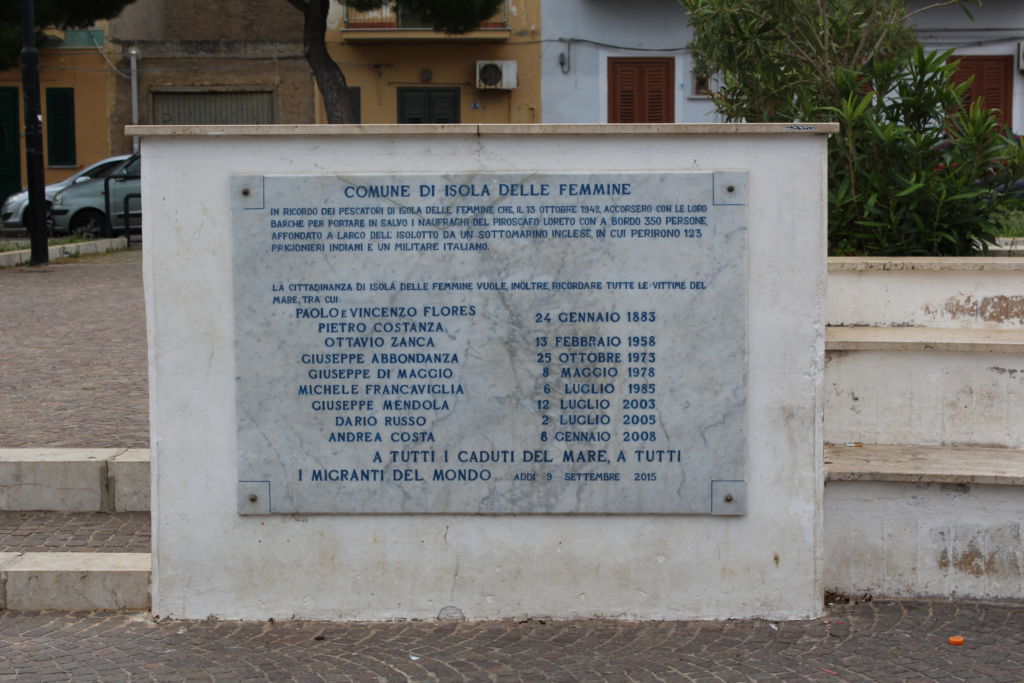 COMUNE DI ISOLA DELLE FEMMINE
IN RICORDO DEI PESCATORI DI ISOLA DELLE FEMMINE CHE, IL 13 OTTOBRE 1942, ACCORSERO CON LE LORO
BARCHE PER PORTARE IN SALVO I NAUFRAGHI DEL PIROSCAFO LORETO CON A BORDO 350 PERSONE,
AFFONDATO A LARGO DELL'ISOLOTTO DA UN SOTTOMARINO INGLESE, IN CUI PERIRONO 123
PRIGIONIERI INDIANI E UN MILITARE ITALIANO.
LA CITTADINANZA DI ISOLA DELLE FEMMINE VUOLE, INOLTRE, RICORDARE TUTTE LE VITTIME DEL
MARE, TRA CUI:
PAOLO E VINCENZO FLORES 24 GENNAIO 1883
PIETRO COSTANZA
OTTAVIO ZANCA 13 FEBBRAIO 1958
GIUSEPPE ABBONDANZA 25 OTTOBRE 1973
GIUSEPPE DI MAGGIO 8 MAGGIO 1978
MICHELE FRANCAVIGLIA 6 LUGLIO 1985
GIUSEPPE MENDOLA 12 LUGLIO 2003
DARIO RUSSO 2 LUGLIO 2005
ANDREA COSTA 8 GENNAIO 2008
A TUTTI I CADUTI DEL MARE, A TUTTI
I MIGRANTI DEL MONDO ADDÌ 9 SETTEMBRE 2015